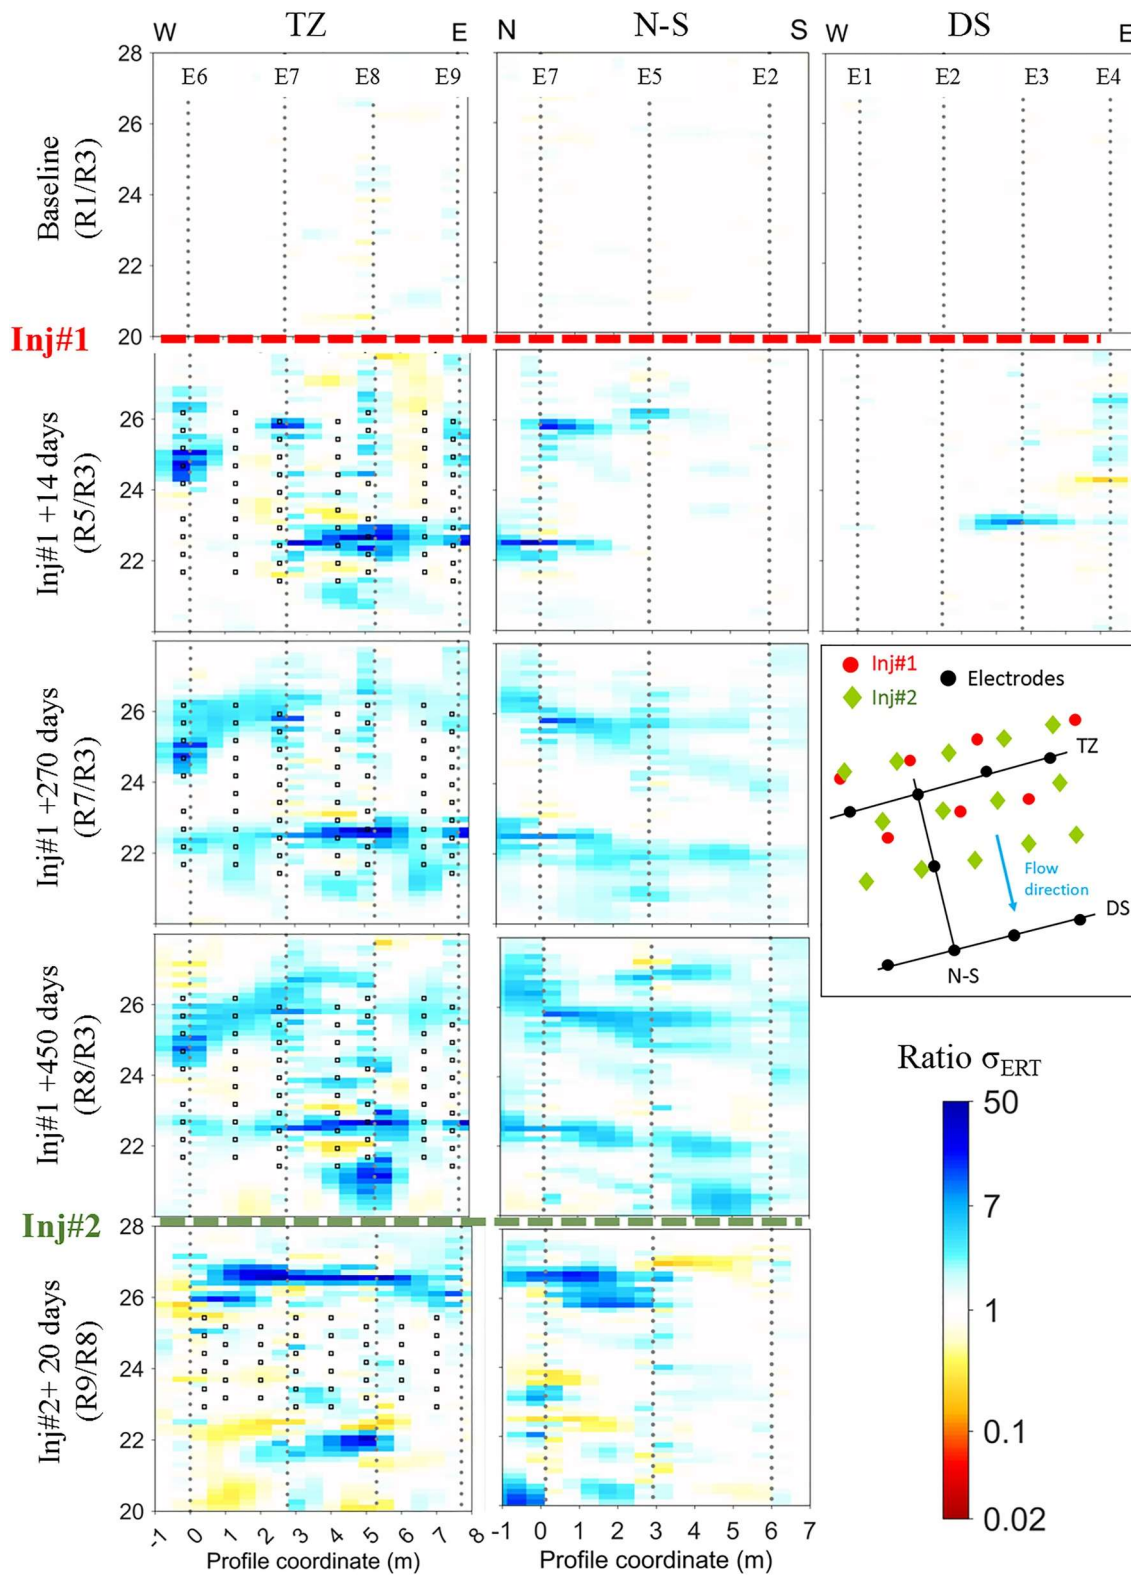 W TZ E N N-S S W DS E
28 E6 E7 E8 E9 E7 E5 E2 E1 E2 E3 E4
Baseline
(R1/R3)
26
24
22
20
Inj#1
Inj#1 +14 days
(R5/R3)
26
24
22
Inj#1 +270 days
(R7/R3)
26
24
22
Inj#1
Inj#2
Electrodes
TZ
Flow
direction
DS
N-S
Inj#1 +450 days
(R8/R3)
26
24
22
Ratio σERT
50
7
1
0.1
0.02
Inj#2
Inj#2+ 20 days
(R9/R8)
28
26
24
22
20
-1 0 1 2 3 4 5 6 7 8
Profile coordinate (m)
-1 0 1 2 3 4 5 6 7
Profile coordinate (m)